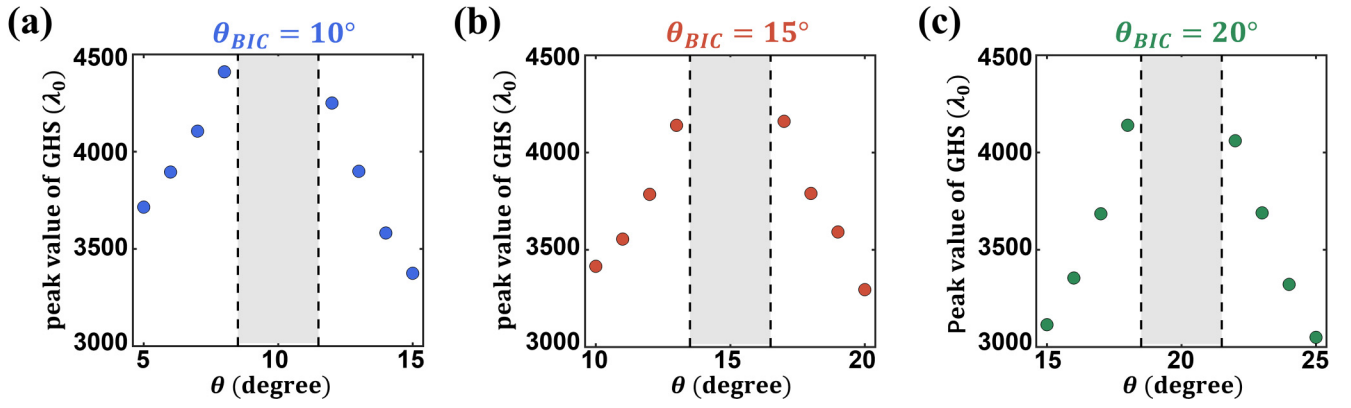 (a)
θ_BIC = 10°
peak value of GHS (λ₀)
4500
4000
3500
3000
5
10
15
θ (degree)
(b)
θ_BIC = 15°
peak value of GHS (λ₀)
4500
4000
3500
3000
10
15
20
θ (degree)
(c)
θ_BIC = 20°
Peak value of GHS (λ₀)
4500
4000
3500
3000
15
20
25
θ (degree)